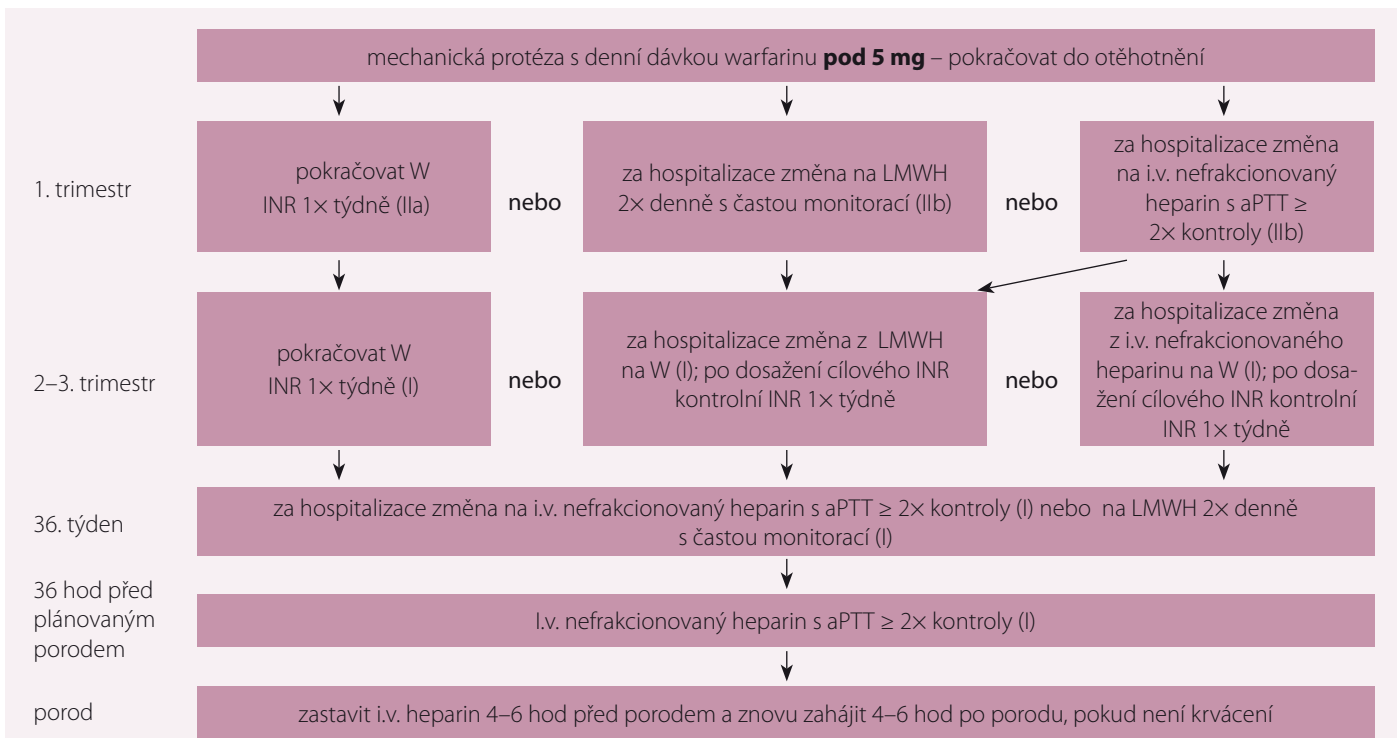 mechanická protéza s denní dávkou warfarinu pod 5 mg – pokračovat do otěhotnění
1. trimestr
pokračovat W
INR 1× týdně (IIa)
nebo
za hospitalizace změna na LMWH
2× denně s častou monitorací (IIb)
nebo
za hospitalizace změna
na i.v. nefrakcionovaný
heparin s aPTT ≥
2× kontroly (IIb)
2–3. trimestr
pokračovat W
INR 1× týdně (I)
nebo
za hospitalizace změna z LMWH
na W (I); po dosažení cílového INR
kontrolní INR 1× týdně
nebo
za hospitalizace změna
z i.v. nefrakcionovaného
heparinu na W (I); po dosa-
žení cílového INR kontrolní
INR 1× týdně
36. týden
za hospitalizace změna na i.v. nefrakcionovaný heparin s aPTT ≥ 2× kontroly (I) nebo na LMWH 2× denně
s častou monitorací (I)
36 hod před
plánovaným
porodem
I.v. nefrakcionovaný heparin s aPTT ≥ 2× kontroly (I)
porod
zastavit i.v. heparin 4–6 hod před porodem a znovu zahájit 4–6 hod po porodu, pokud není krvácení